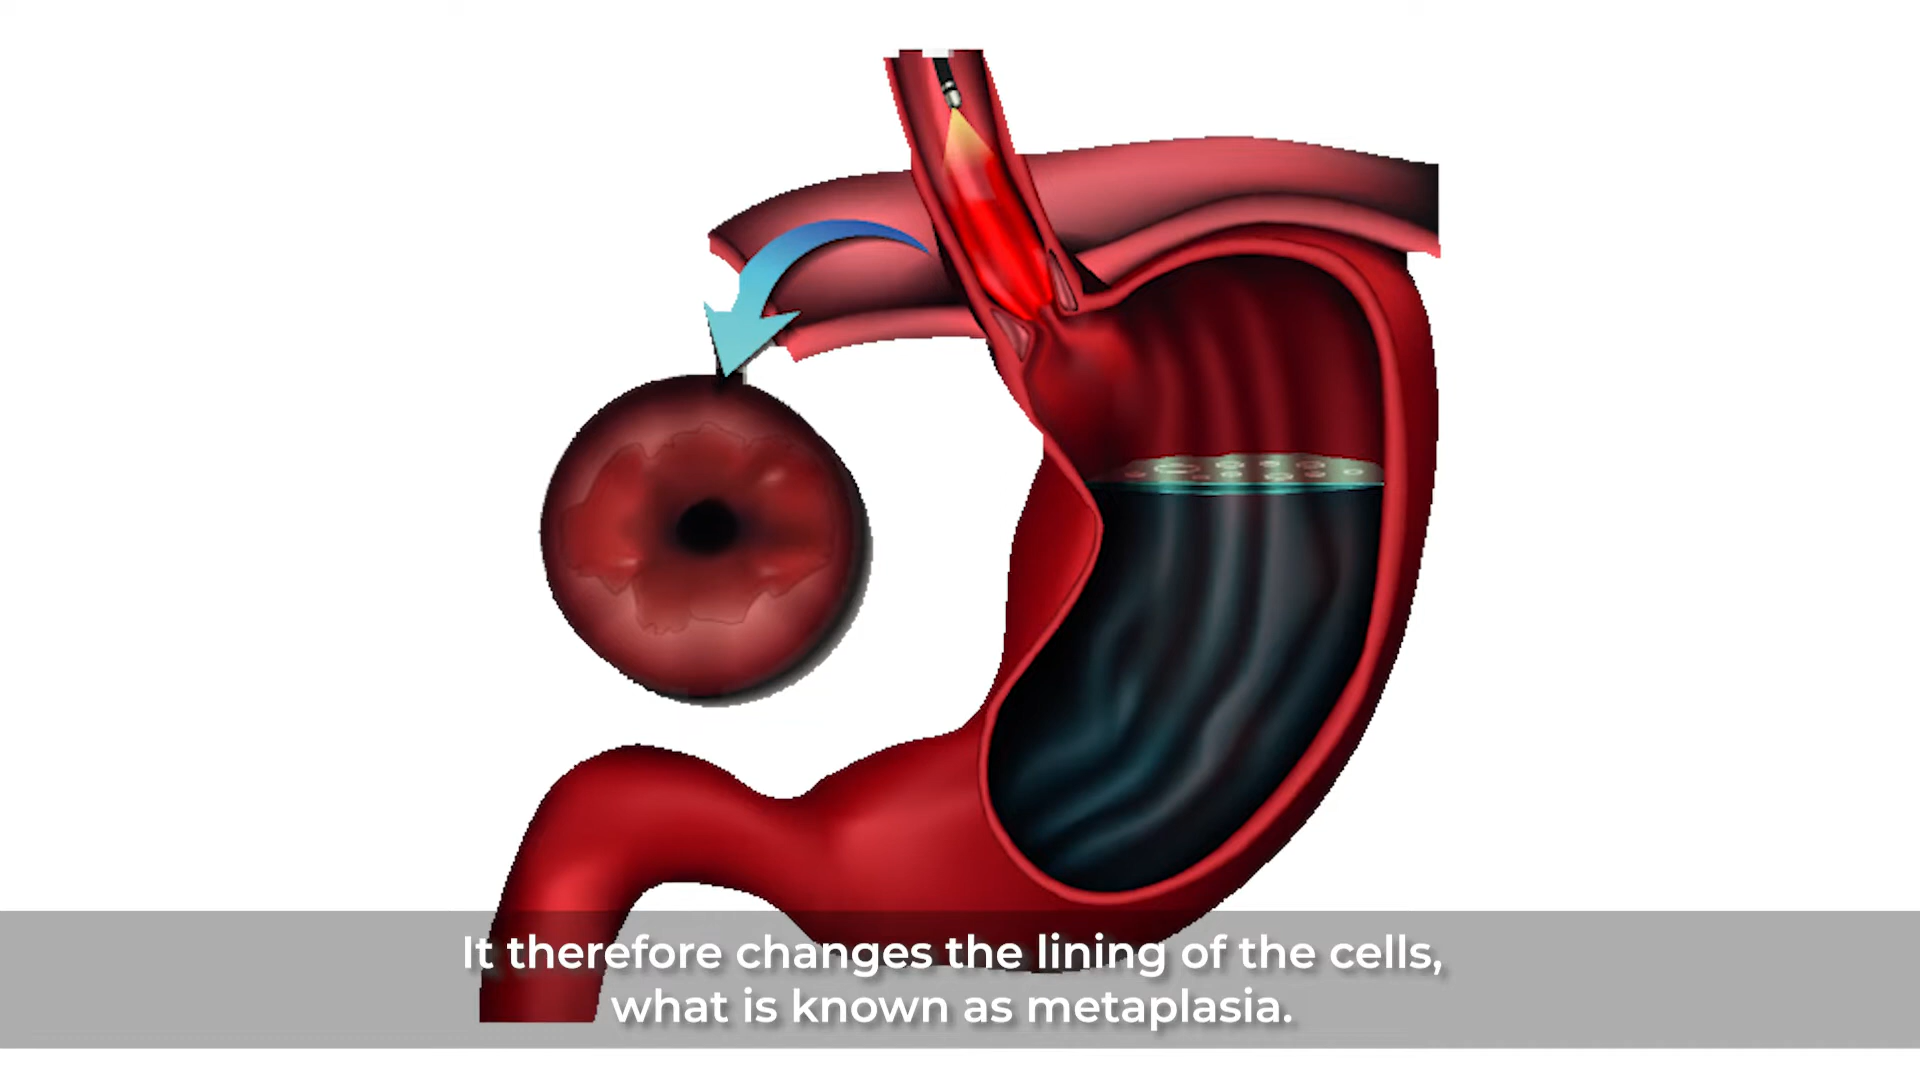 It therefore changes the lining of the cells,
what is known as metaplasia.